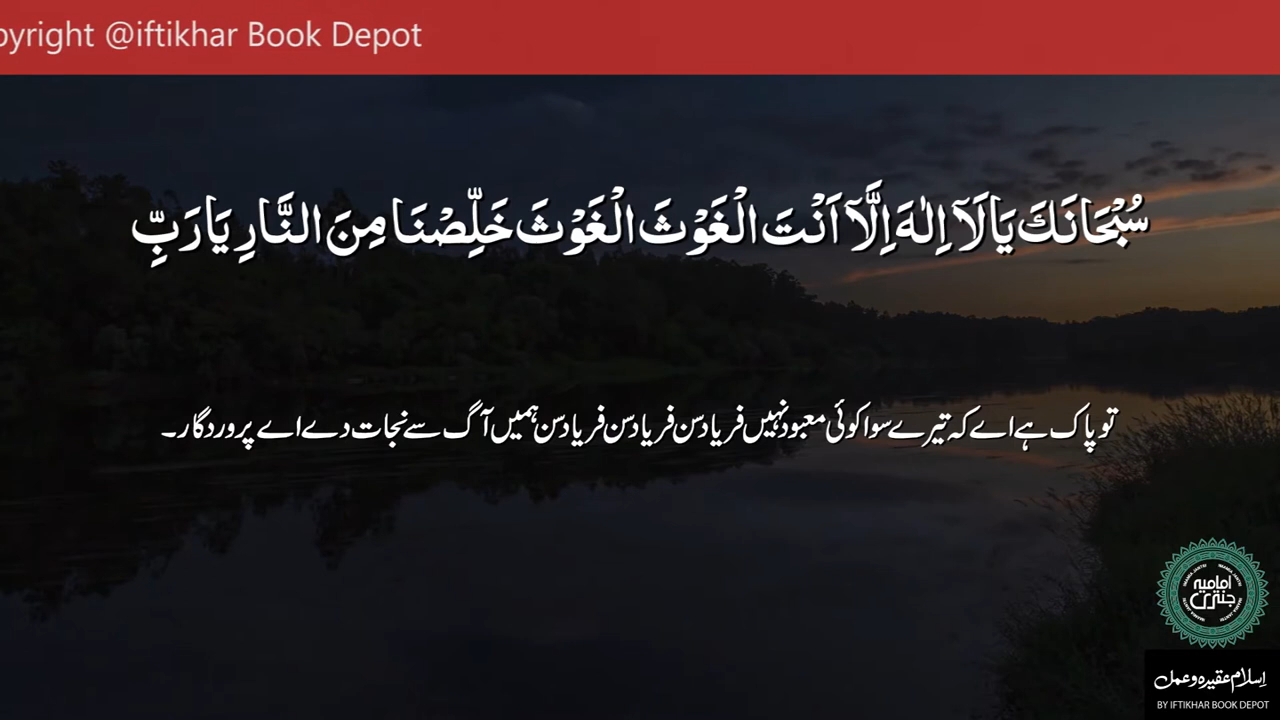 pyright @iftikhar Book Depot
سُبْحَانَكَ يَا لَآ اِلٰهَ اِلَّآ اَنْتَ الْغَوْثَ الْغَوْثَ خَلِّصْنَا مِنَ النَّارِ يَا رَبِّ
تو پاک ہے اے کہ تیرے سوا کوئی معبود نہیں فریاد سن فریاد سن فریاد سن ہمیں آگ سے نجات دے اے پروردگار۔
امامیہ
جنتری
اسلام عقیدہ و عمل
BY IFTIKHAR BOOK DEPOT